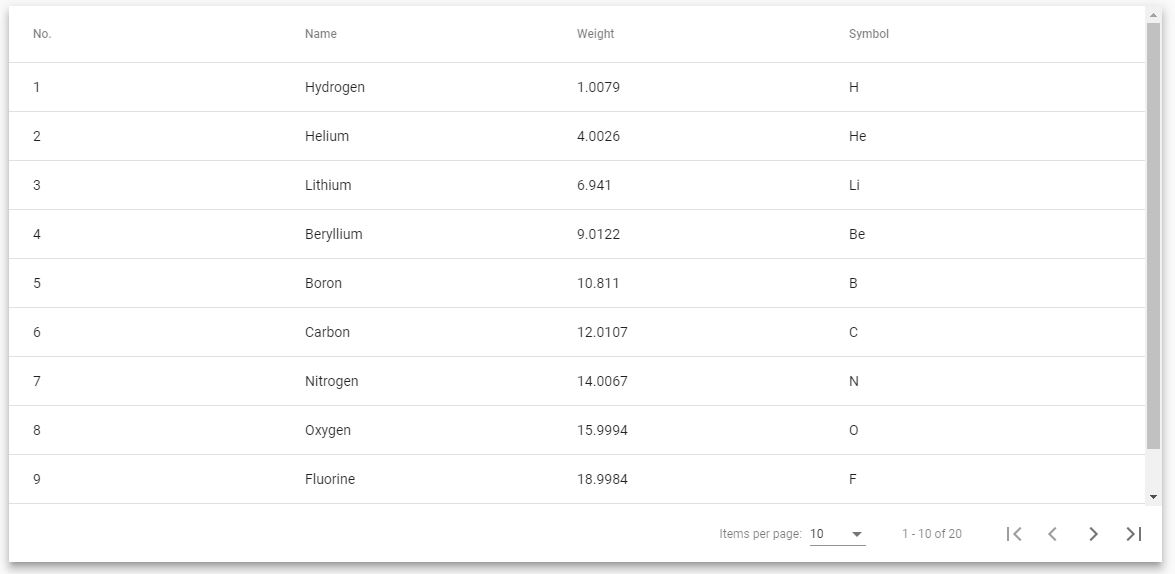 No. Name Weight Symbol
1 Hydrogen 1.0079 H
2 Helium 4.0026 He
3 Lithium 6.941 Li
4 Beryllium 9.0122 Be
5 Boron 10.811 B
6 Carbon 12.0107 C
7 Nitrogen 14.0067 N
8 Oxygen 15.9994 O
9 Fluorine 18.9984 F
Items per page: 10 1 - 10 of 20